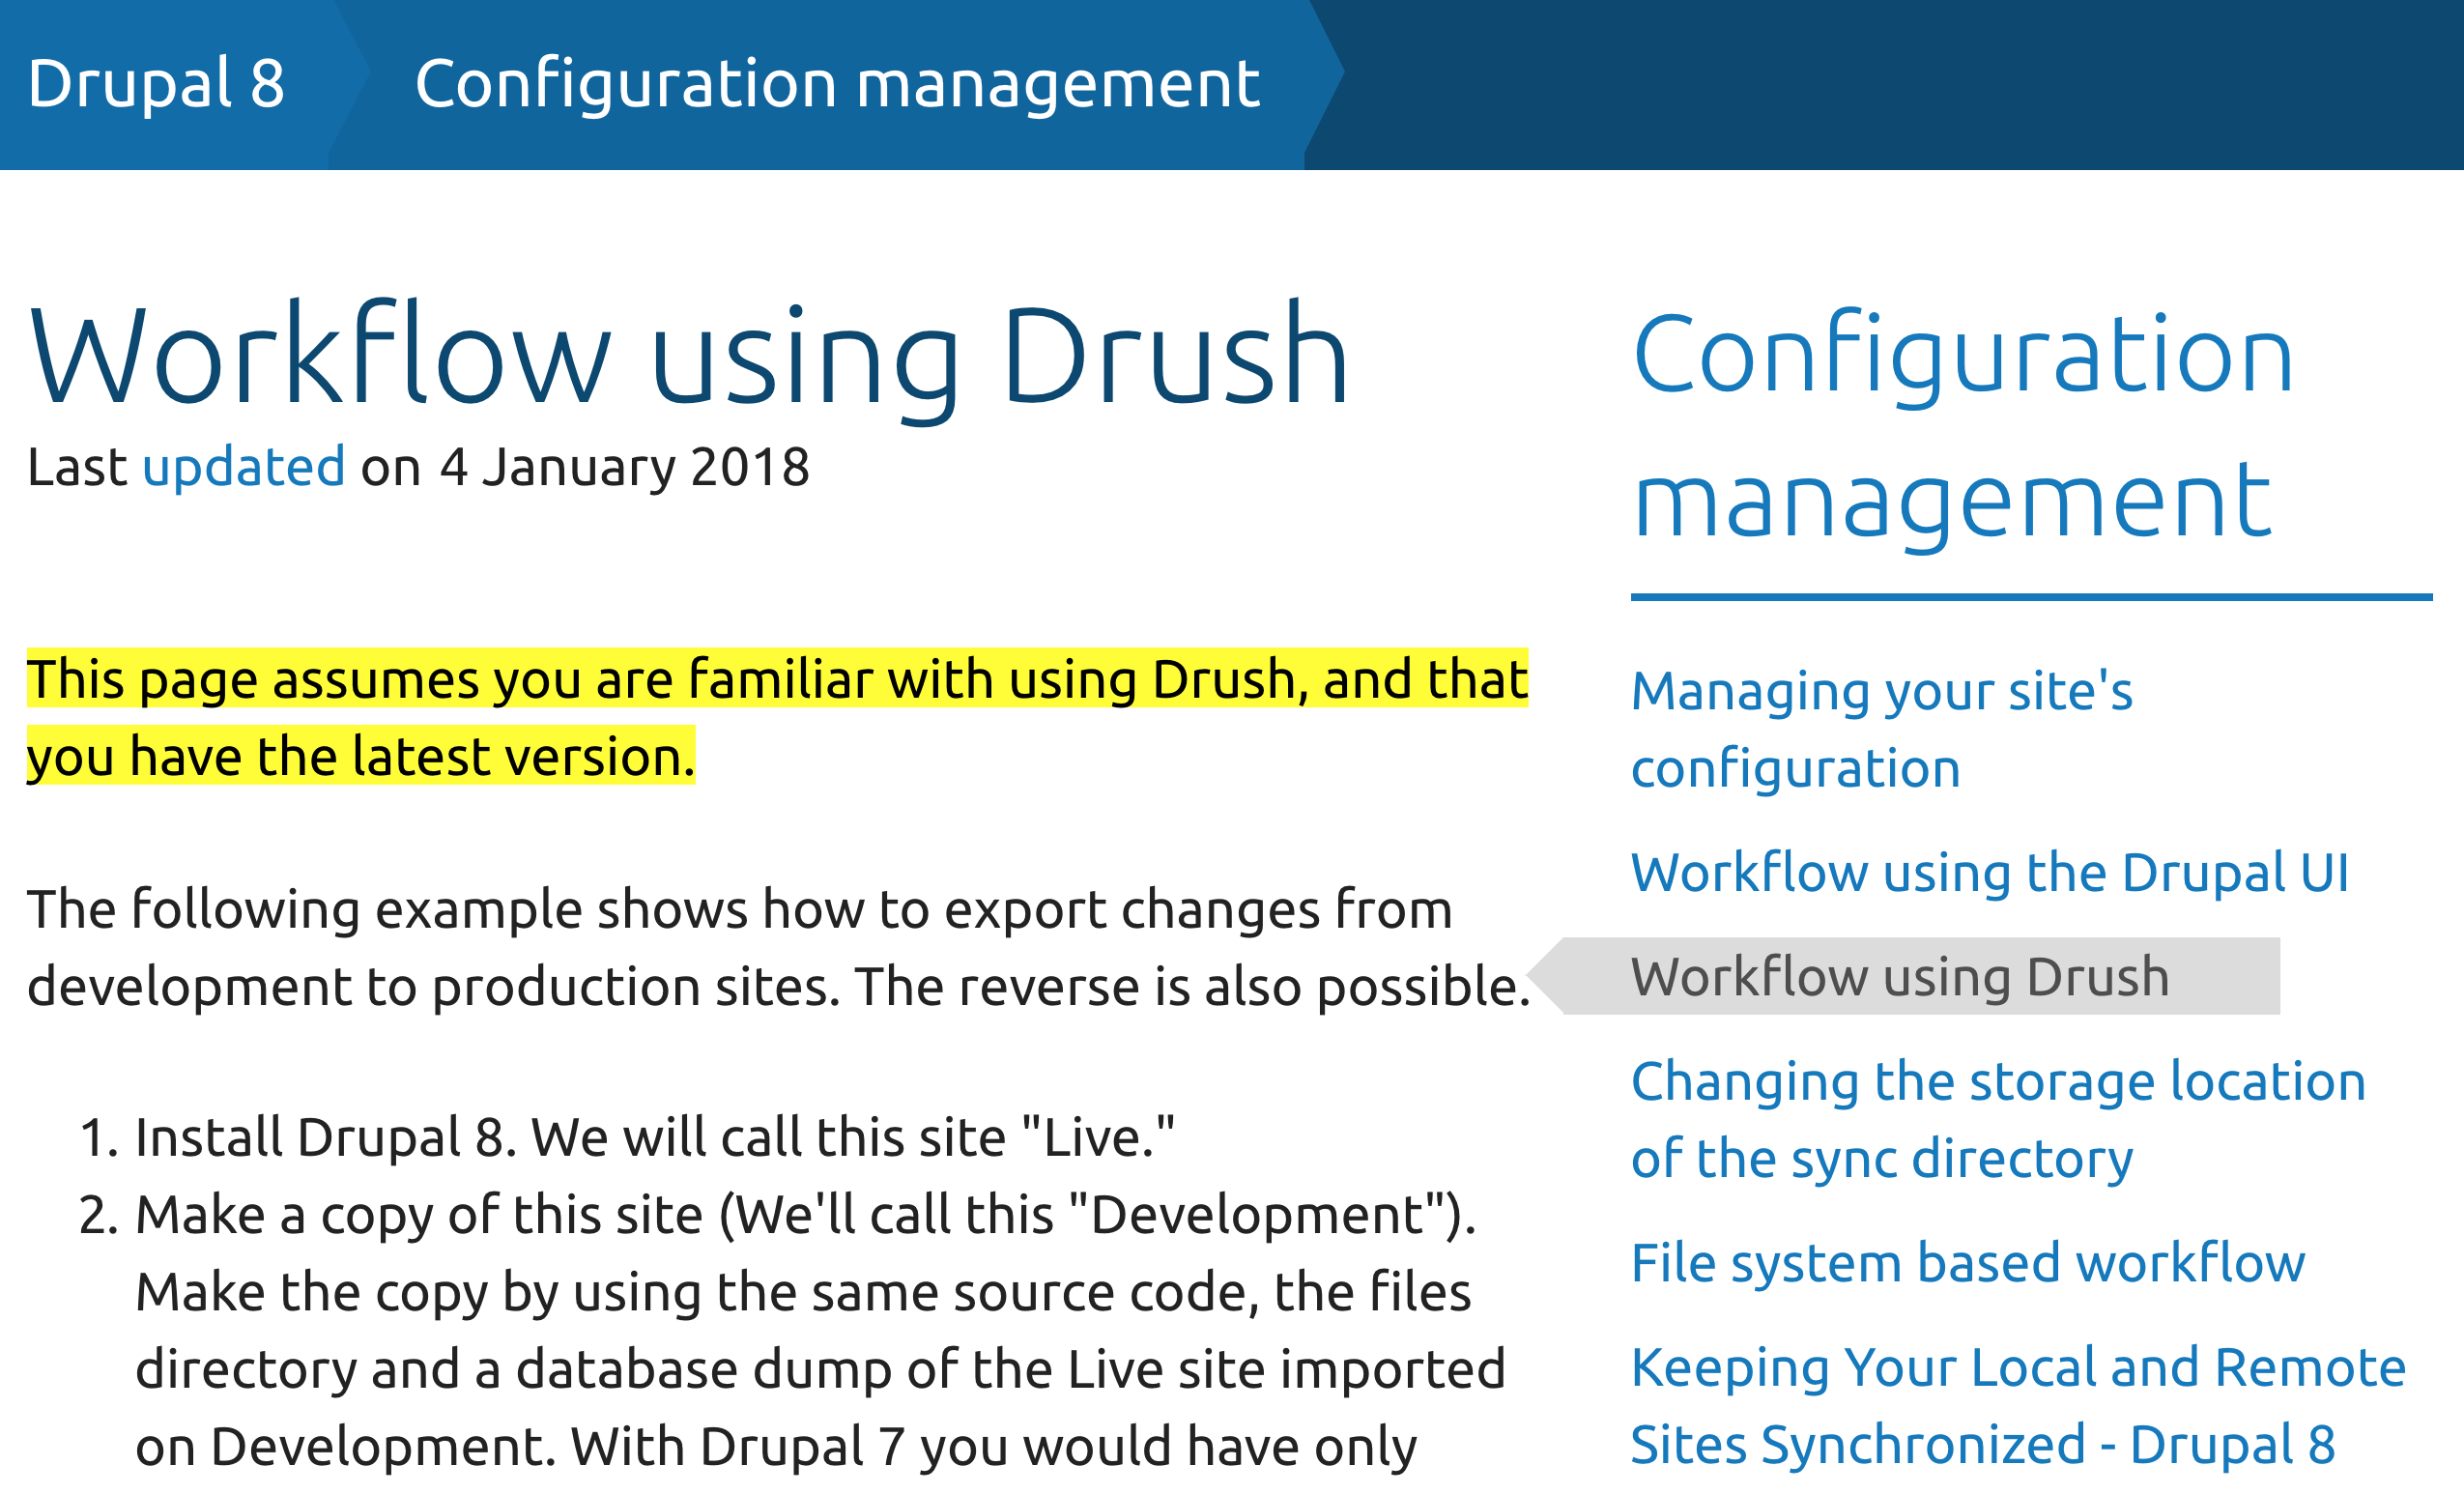 Drupal 8
Configuration management
Workflow using Drush
Last updated on 4 January 2018
This page assumes you are familiar with using Drush, and that
you have the latest version.
The following example shows how to export changes from
development to production sites. The reverse is also possible.
1. Install Drupal 8. We will call this site "Live."
2. Make a copy of this site (We'll call this "Development").
Make the copy by using the same source code, the files
directory and a database dump of the Live site imported
on Development. With Drupal 7 you would have only
Configuration
management
Managing your site's
configuration
Workflow using the Drupal UI
Workflow using Drush
Changing the storage location
of the sync directory
File system based workflow
Keeping Your Local and Remote
Sites Synchronized - Drupal 8